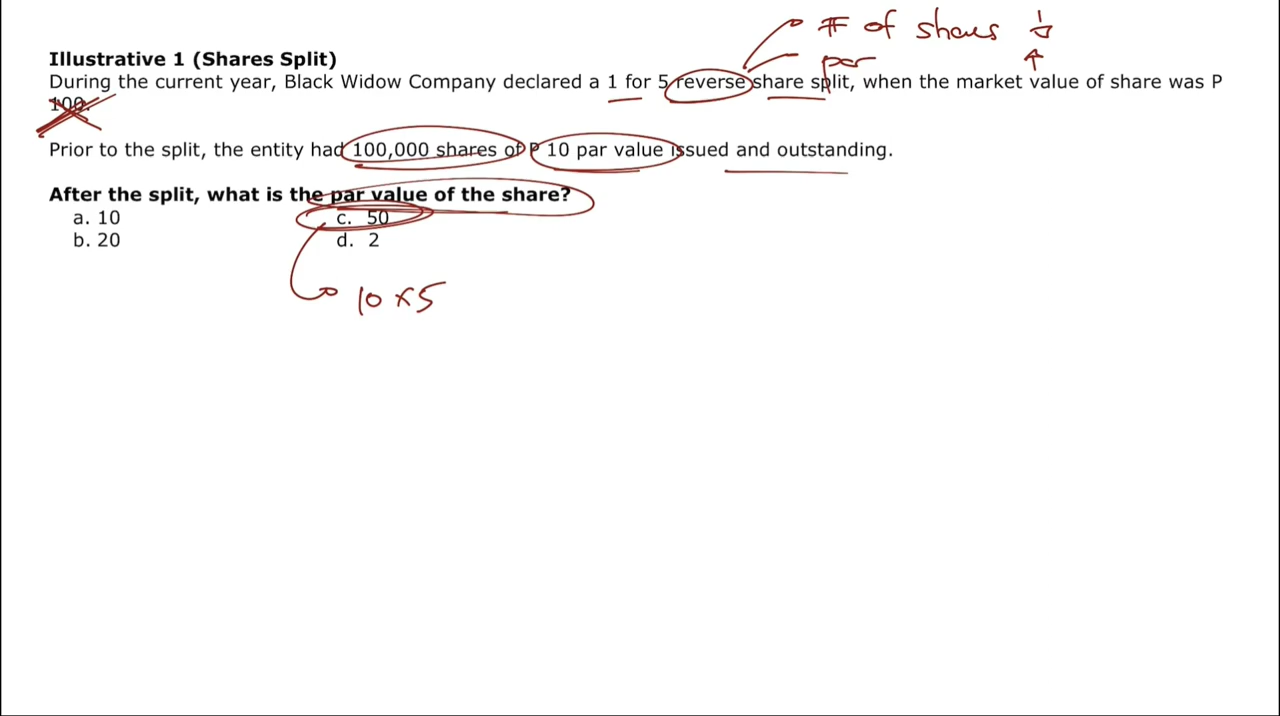 # of shares ↓
par ↑
Illustrative 1 (Shares Split)
During the current year, Black Widow Company declared a 1 for 5 reverse share split, when the market value of share was P
100.
Prior to the split, the entity had 100,000 shares of P 10 par value issued and outstanding.
After the split, what is the par value of the share?
a. 10 c. 50
b. 20 d. 2
10 x 5